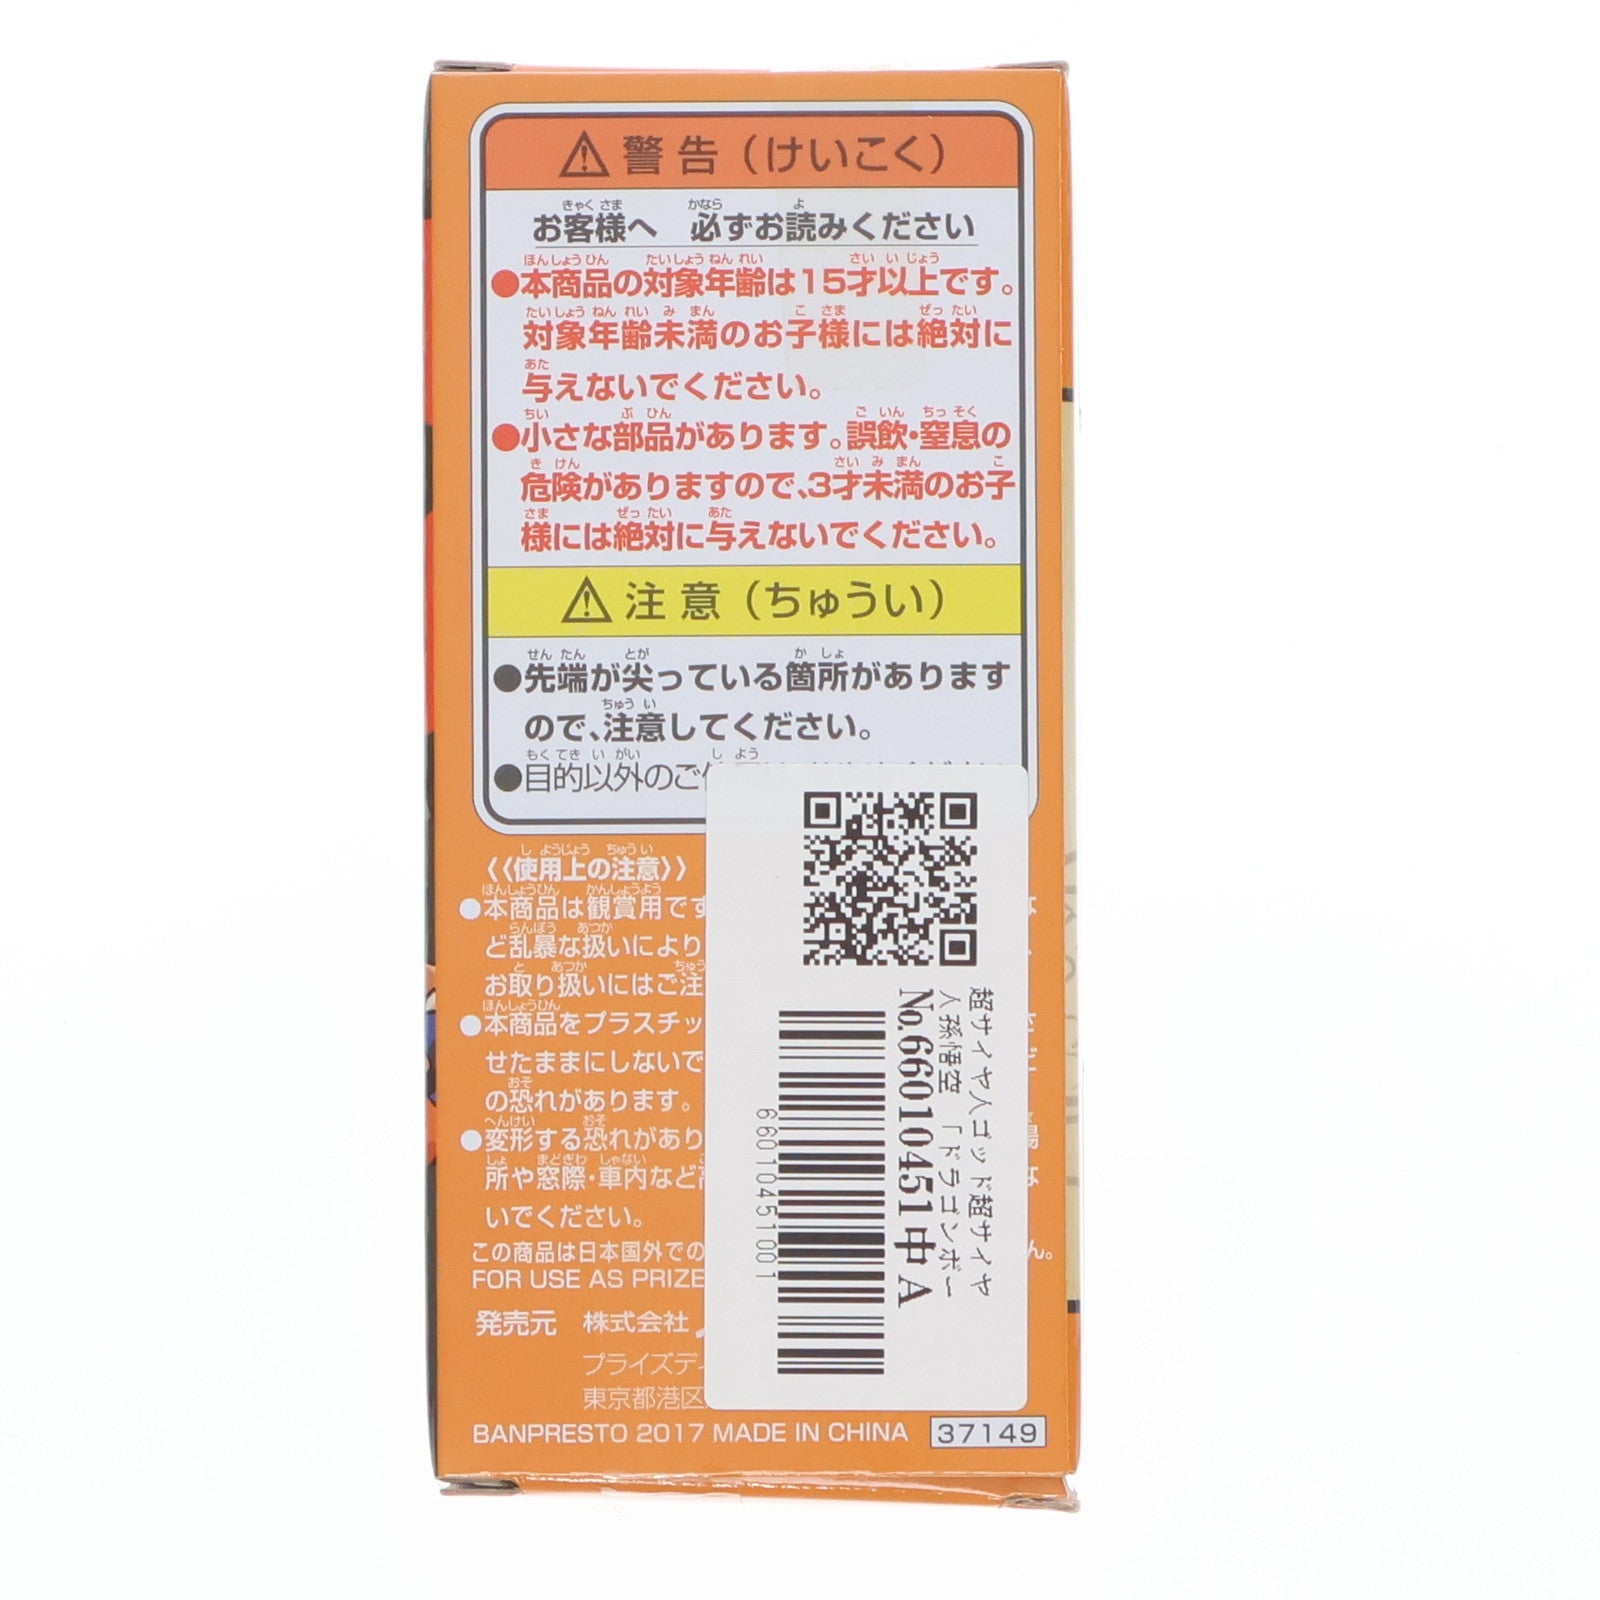 警告（けいこく）
お客様へ 必ずお読みください
●本商品の対象年齢は15才以上です。
対象年齢未満のお子様には絶対に
与えないでください。
●小さな部品があります。誤飲・窒息の
危険がありますので、3才未満のお子
様には絶対に与えないでください。
注意（ちゅうい）
●先端が尖っている箇所があります
ので、注意してください。
●目的以外のご
《使用上の注意》
●本商品は観賞用です
ど乱暴な扱いにより
お取り扱いにはご注
●本商品をプラスチッ
せたままにしないで
の恐れがあります。
●変形する恐れがあり
所や窓際・車内など
いでください。
この商品は日本国外での
ん。
FOR USE AS PRIZE
発売元 株式会社
プライズデ
東京都港区
BANPRESTO 2017 MADE IN CHINA 37149
超サイヤ人ゴッド超サイヤ
人孫悟空 「ドラゴンボー
No.66010451中A
66010451001